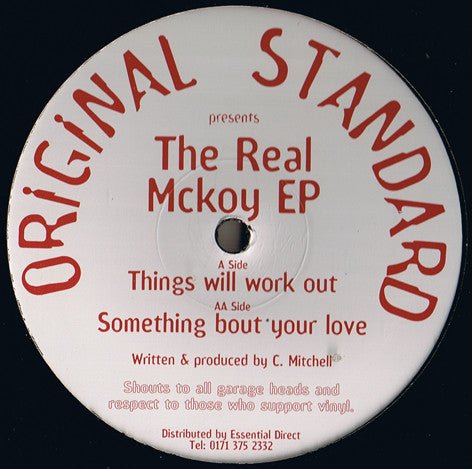 ORiGiNAL STANDARD
presents
The Real
Mckoy EP
A Side
Things will work out
AA Side
Something bout your love
Written & produced by C. Mitchell
Shouts to all garage heads and
respect to those who support vinyl.
Distributed by Essential Direct
Tel: 0171 375 2332